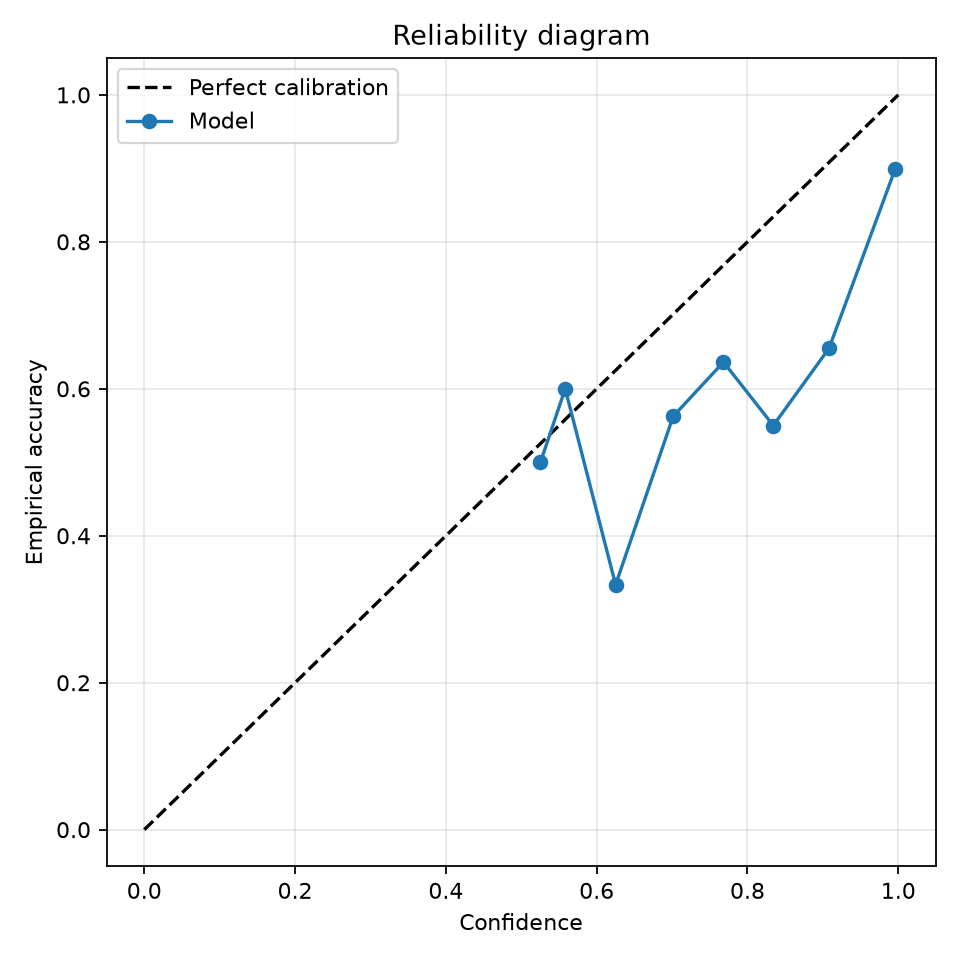 Reliability diagram
Perfect calibration
Model
Empirical accuracy
1.0
0.8
0.6
0.4
0.2
0.0
0.0 0.2 0.4 0.6 0.8 1.0
Confidence